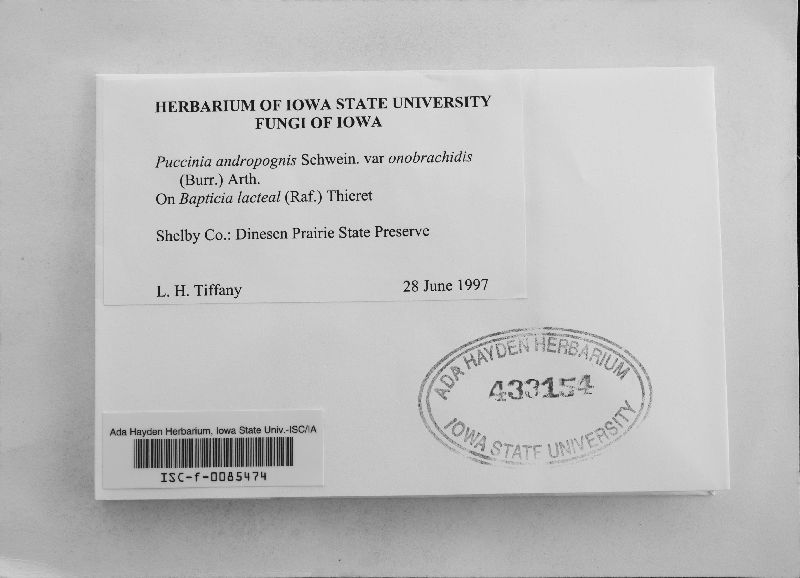 HERBARIUM OF IOWA STATE UNIVERSITY
FUNGI OF IOWA
Puccinia andropognis Schwein. var onobrachidis
(Burr.) Arth.
On Bapticia lacteal (Raf.) Thieret
Shelby Co.: Dinesen Prairie State Preserve
L. H. Tiffany 28 June 1997
ADA HAYDEN HERBARIUM
433154
IOWA STATE UNIVERSITY
Ada Hayden Herbarium, Iowa State Univ.-ISC/IA
ISC-f-0085474